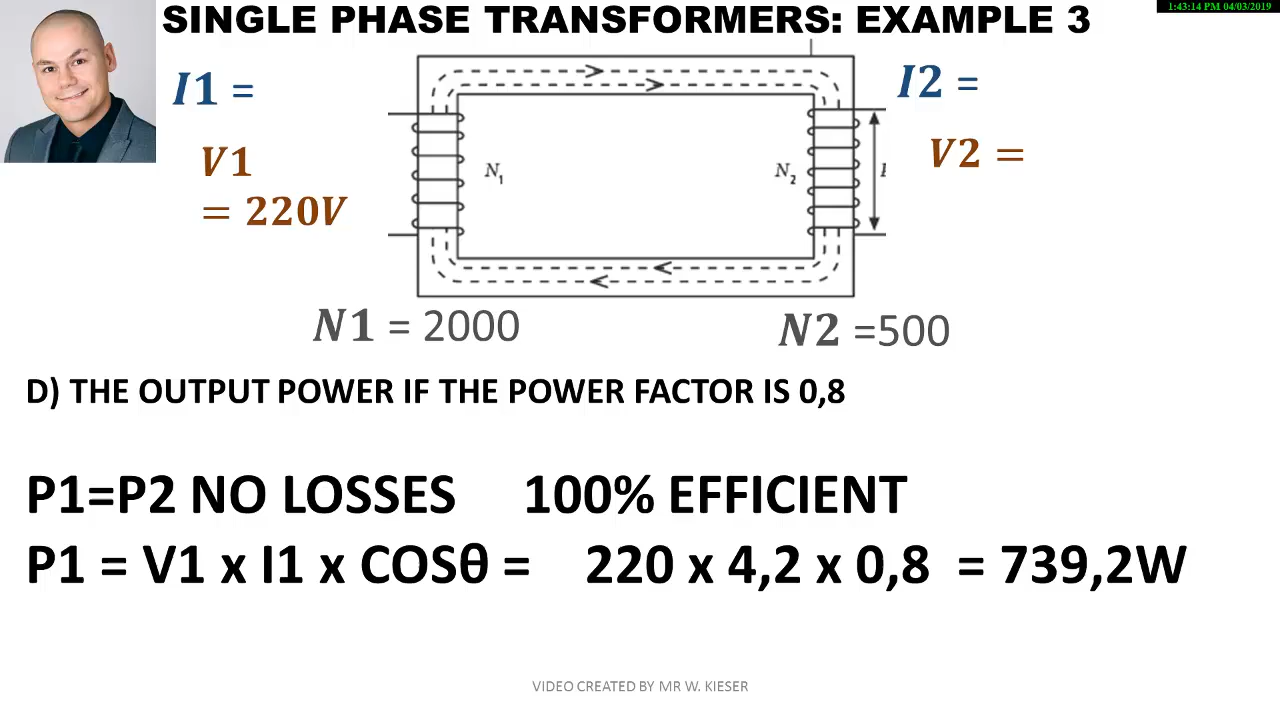 1:43:14 PM 04/03/2019
SINGLE PHASE TRANSFORMERS: EXAMPLE 3
I1 =
I2 =
V1
= 220V
V2 =
N1
N2
N1 = 2000
N2 =500
D) THE OUTPUT POWER IF THE POWER FACTOR IS 0,8
P1=P2 NO LOSSES 100% EFFICIENT
P1 = V1 x I1 x COSθ = 220 x 4,2 x 0,8 = 739,2W
VIDEO CREATED BY MR W. KIESER